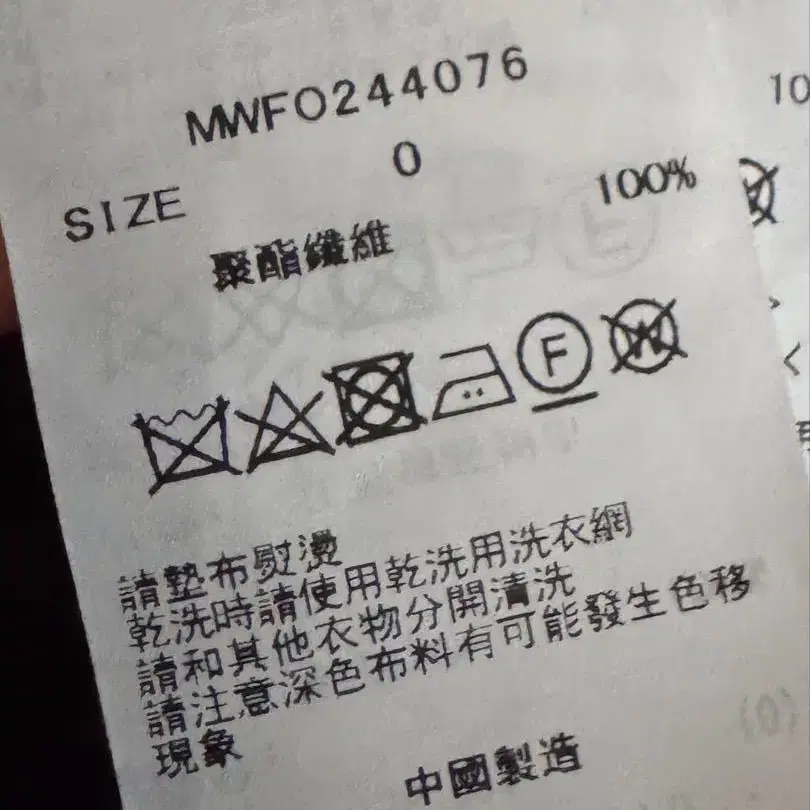 MWFO244076
SIZE 0
聚酯纖維 100%
F
W
請墊布熨燙
乾洗時請使用乾洗用洗衣網
請和其他衣物分開清洗
請注意深色布料有可能發生色移
現象
中國製造
10